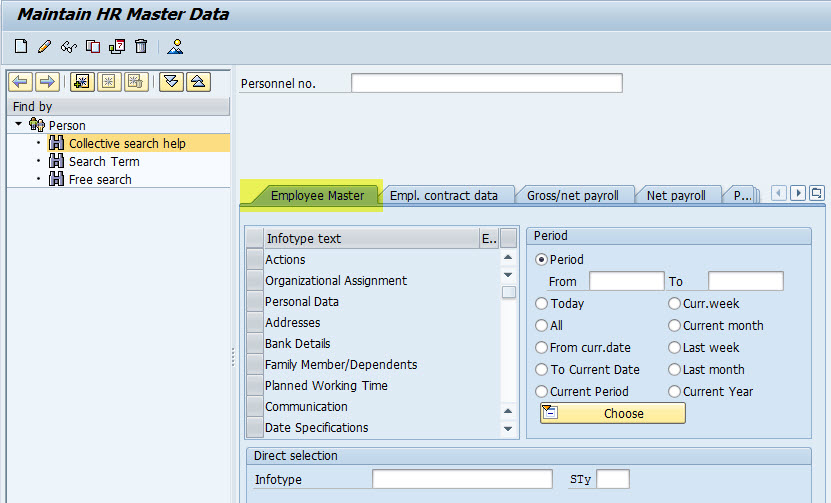 Maintain HR Master Data
Personnel no.
Find by
Person
Collective search help
Search Term
Free search
Employee Master
Empl. contract data
Gross/net payroll
Net payroll
P...
Infotype text
E..
Actions
Organizational Assignment
Personal Data
Addresses
Bank Details
Family Member/Dependents
Planned Working Time
Communication
Date Specifications
Period
Period
From
To
Today
Curr.week
All
Current month
From curr.date
Last week
To Current Date
Last month
Current Period
Current Year
Choose
Direct selection
Infotype
STy